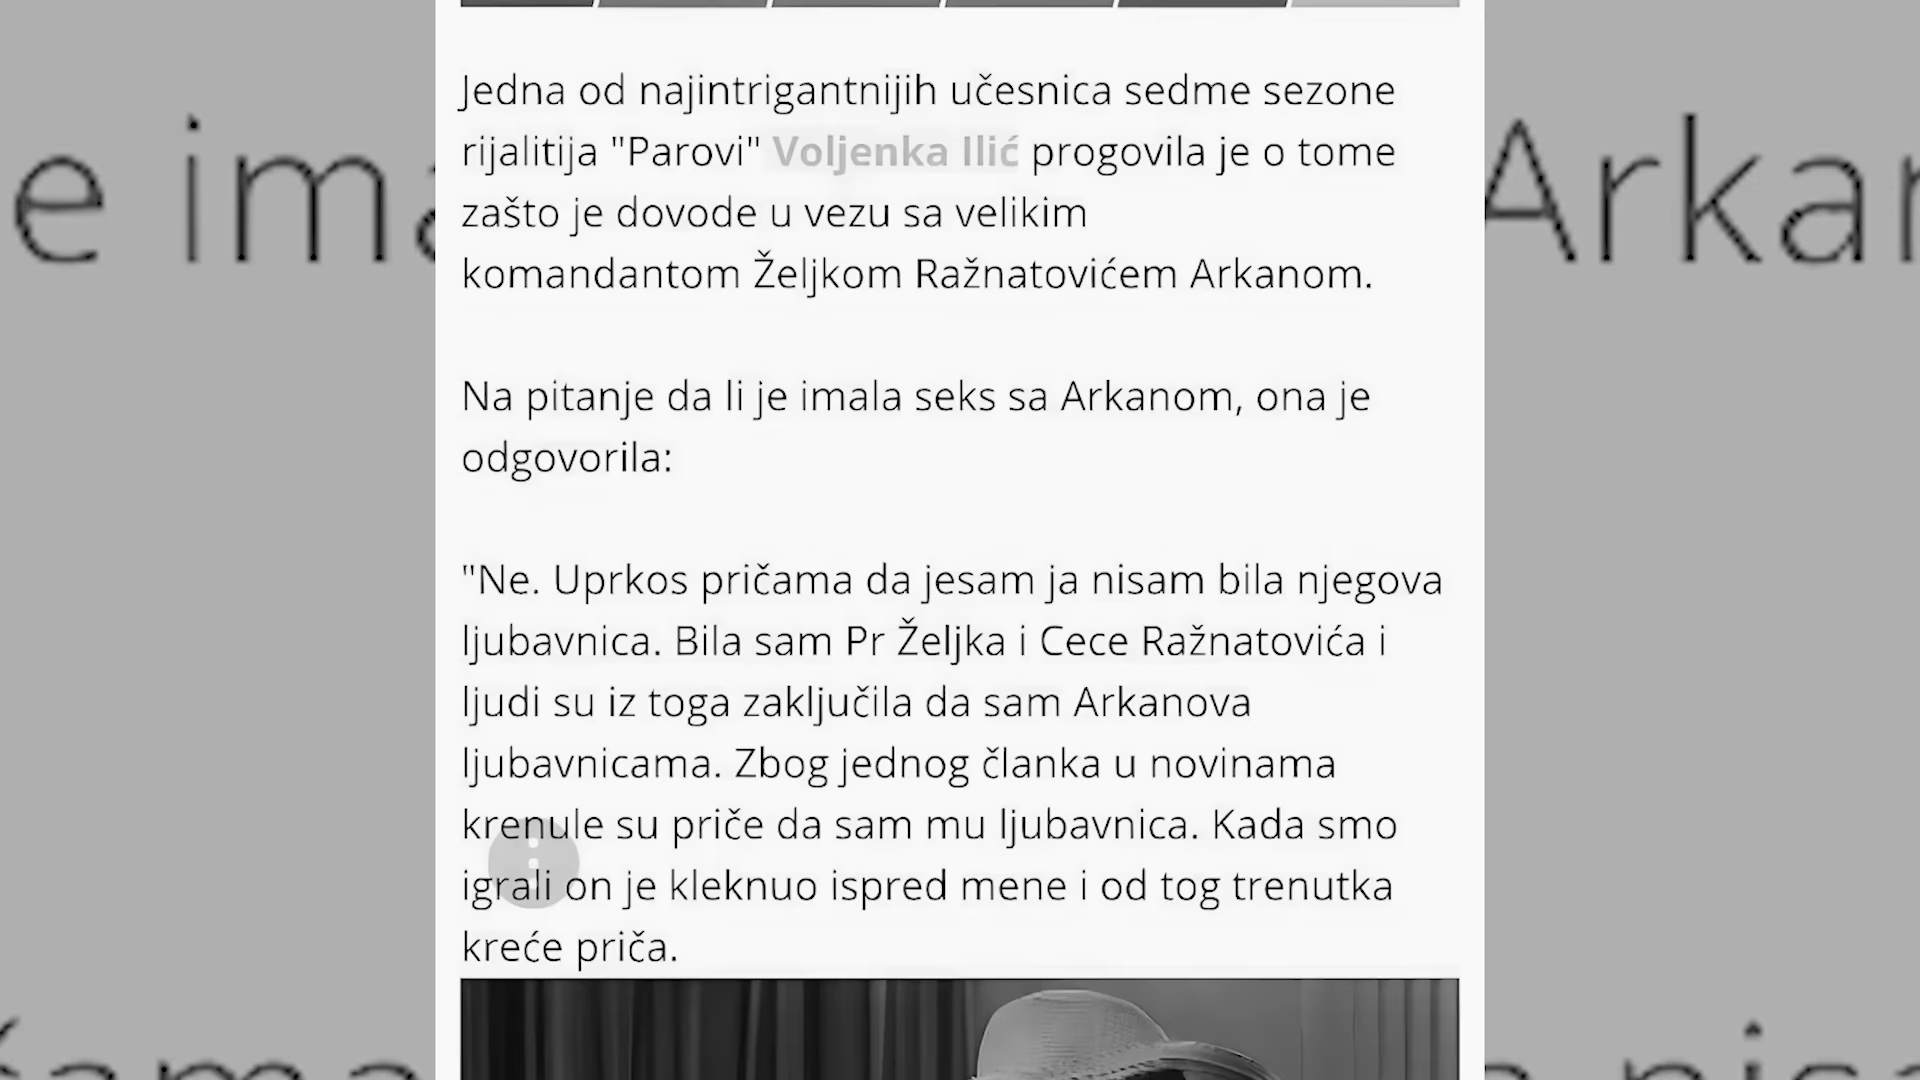 Jedna od najintrigantnijih učesnica sedme sezone
rijalitija "Parovi" Voljenka Ilić progovila je o tome
zašto je dovode u vezu sa velikim
komandantom Željkom Ražnatovićem Arkanom.
Na pitanje da li je imala seks sa Arkanom, ona je
odgovorila:
"Ne. Uprkos pričama da jesam ja nisam bila njegova
ljubavnica. Bila sam Pr Željka i Cece Ražnatovića i
ljudi su iz toga zaključila da sam Arkanova
ljubavnicama. Zbog jednog članka u novinama
krenule su priče da sam mu ljubavnica. Kada smo
igrali on je kleknuo ispred mene i od tog trenutka
kreće priča.